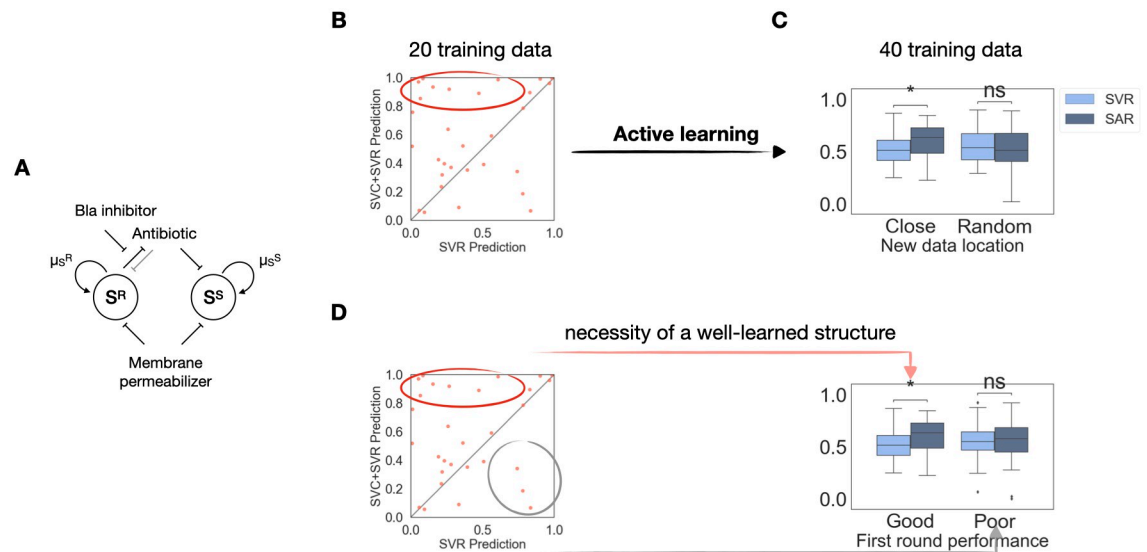 A
Bla inhibitor
Antibiotic
μSᴿ
μSˢ
Sᴿ
Sˢ
Membrane
permeabilizer
B
20 training data
SVC+SVR Prediction
1.0
0.8
0.6
0.4
0.2
0.0
0.0 0.5 1.0
SVR Prediction
Active learning
C
40 training data
1.0
0.5
0.0
* ns
SVR
SAR
Close Random
New data location
D
necessity of a well-learned structure
SVC+SVR Prediction
1.0
0.8
0.6
0.4
0.2
0.0
0.0 0.5 1.0
SVR Prediction
1.0
0.5
0.0
* ns
Good Poor
First round performance